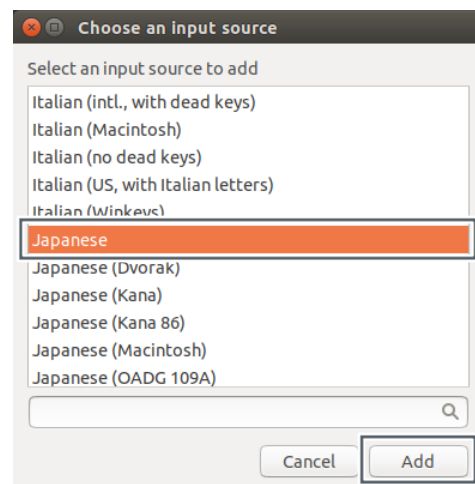 Choose an input source
Select an input source to add
Italian (intl., with dead keys)
Italian (Macintosh)
Italian (no dead keys)
Italian (US, with Italian letters)
Italian (Winkeys)
Japanese
Japanese (Dvorak)
Japanese (Kana)
Japanese (Kana 86)
Japanese (Macintosh)
Japanese (OADG 109A)
Cancel Add